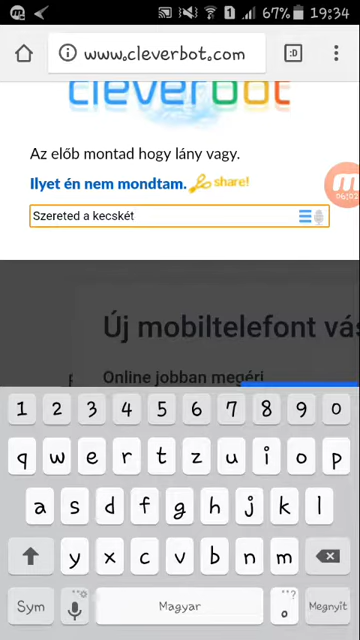 67% 19:34
www.cleverbot.com
:D
cleverbot
Az előb montad hogy lány vagy.
Ilyet én nem mondtam. share!
Szereted a kecskét
06:02
Új mobiltelefont vás
Online jobban megéri
1 2 3 4 5 6 7 8 9 0
q w e r t z u i o p
a s d f g h j k l
y x c v b n m
Sym Magyar Megnyit